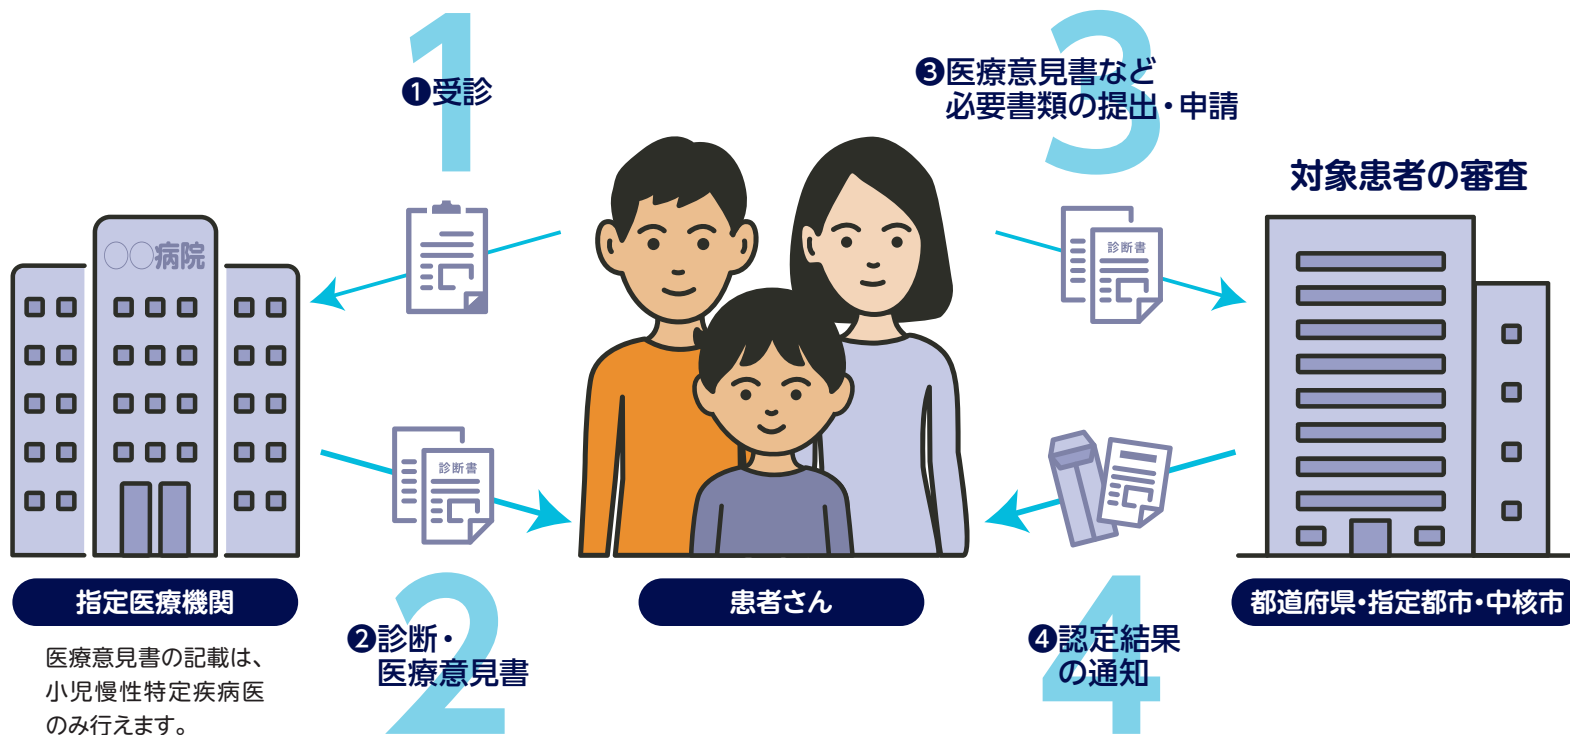 1
❶受診
3
❸医療意見書など
必要書類の提出・申請
対象患者の審査
○○病院
診断書
診断書
指定医療機関
患者さん
都道府県・指定都市・中核市
医療意見書の記載は、
小児慢性特定疾病医
のみ行えます。
2
❷診断・
医療意見書
4
❹認定結果
の通知